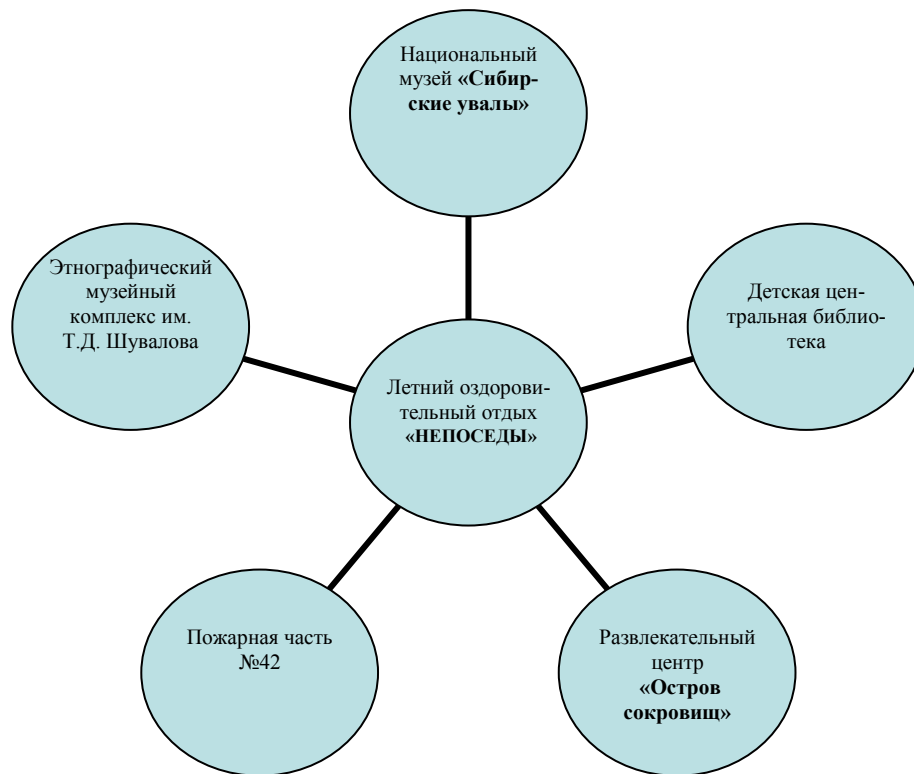 Национальный
музей «Сибир-
ские увалы»
Этнографический
музейный
комплекс им.
Т.Д. Шувалова
Детская цен-
тральная библио-
тека
Летний оздорови-
тельный отдых
«НЕПОСЕДЫ»
Пожарная часть
№42
Развлекательный
центр
«Остров
сокровищ»